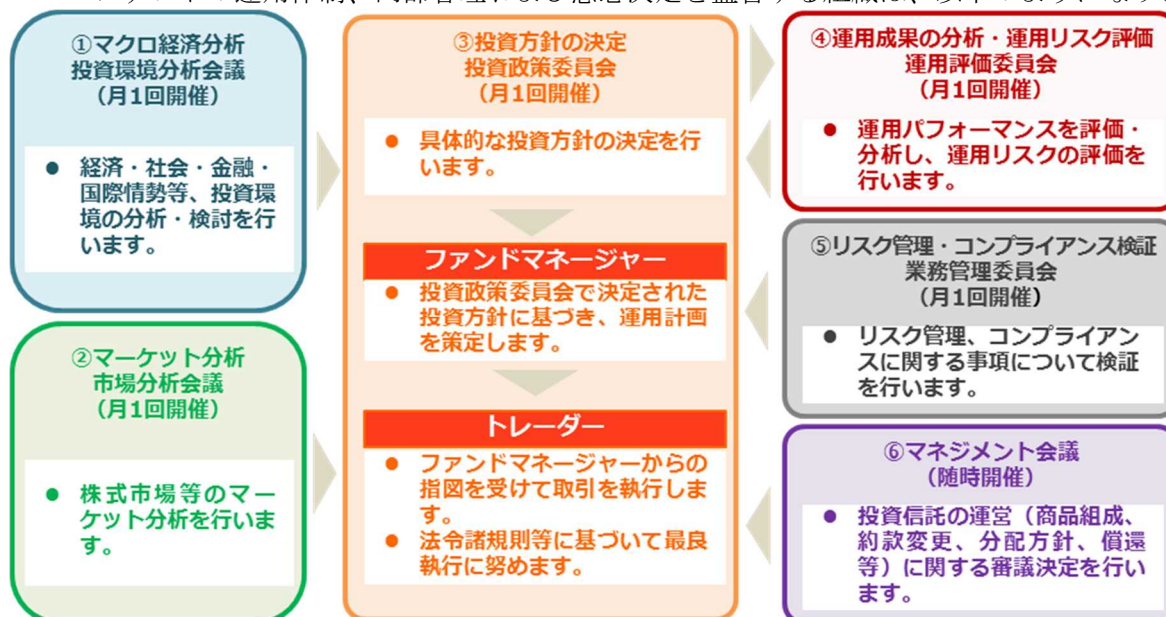 ①マクロ経済分析
投資環境分析会議
（月1回開催）
● 経済・社会・金融・
国際情勢等、投資環
境の分析・検討を行
います。
②マーケット分析
市場分析会議
（月1回開催）
● 株式市場等のマー
ケット分析を行いま
す。
③投資方針の決定
投資政策委員会
（月1回開催）
● 具体的な投資方針の決定を行
います。
ファンドマネージャー
● 投資政策委員会で決定された
投資方針に基づき、運用計画
を策定します。
トレーダー
● ファンドマネージャーからの
指図を受けて取引を執行しま
す。
● 法令諸規則等に基づいて最良
執行に努めます。
④運用成果の分析・運用リスク評価
運用評価委員会
（月1回開催）
● 運用パフォーマンスを評価・
分析し、運用リスクの評価を
行います。
⑤リスク管理・コンプライアンス検証
業務管理委員会
（月1回開催）
● リスク管理、コンプライアン
スに関する事項について検証
を行います。
⑥マネジメント会議
（随時開催）
● 投資信託の運営（商品組成、
約款変更、分配方針、償還
等）に関する審議決定を行い
ます。